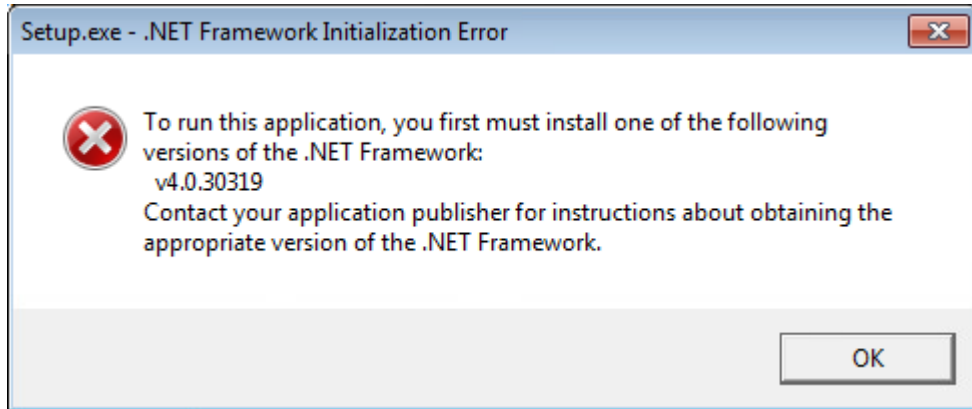 Setup.exe - .NET Framework Initialization Error
To run this application, you first must install one of the following
versions of the .NET Framework:
v4.0.30319
Contact your application publisher for instructions about obtaining the
appropriate version of the .NET Framework.
OK